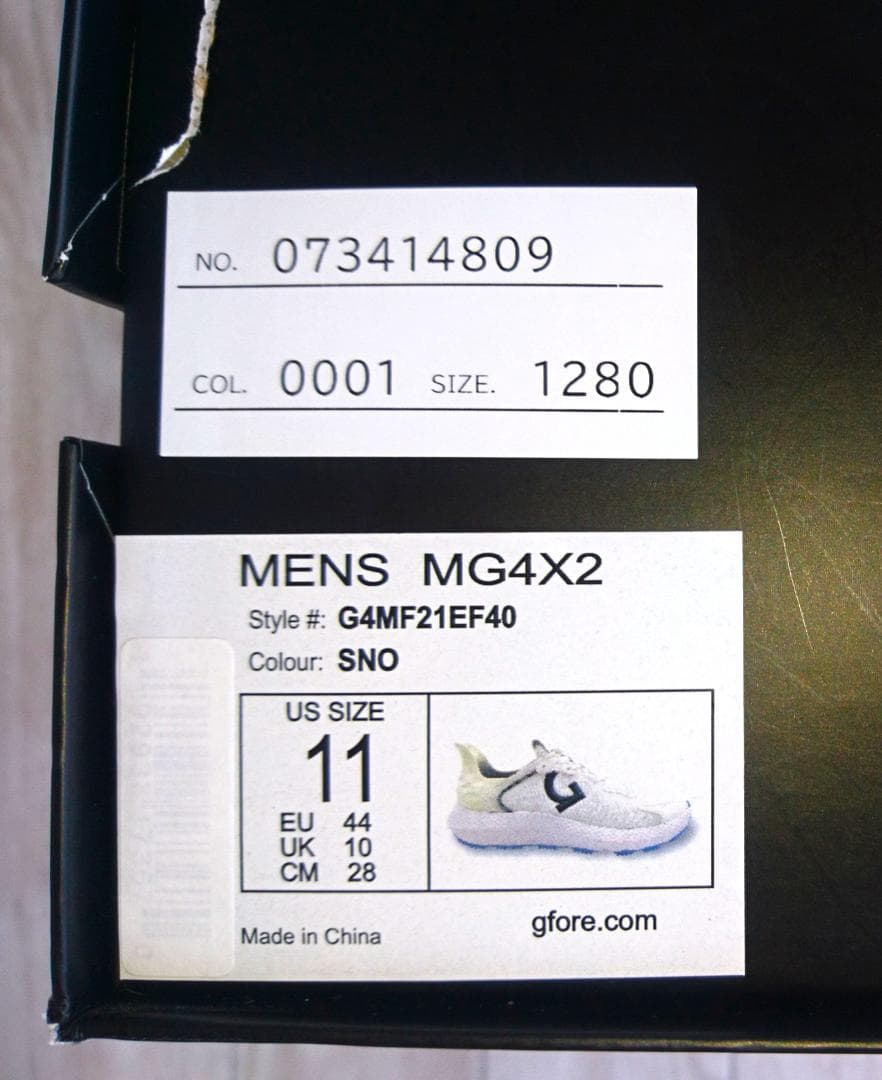 NO. 073414809
COL. 0001 SIZE. 1280
MENS MG4X2
Style #: G4MF21EF40
Colour: SNO
US SIZE
11
EU 44
UK 10
CM 28
Made in China
gfore.com